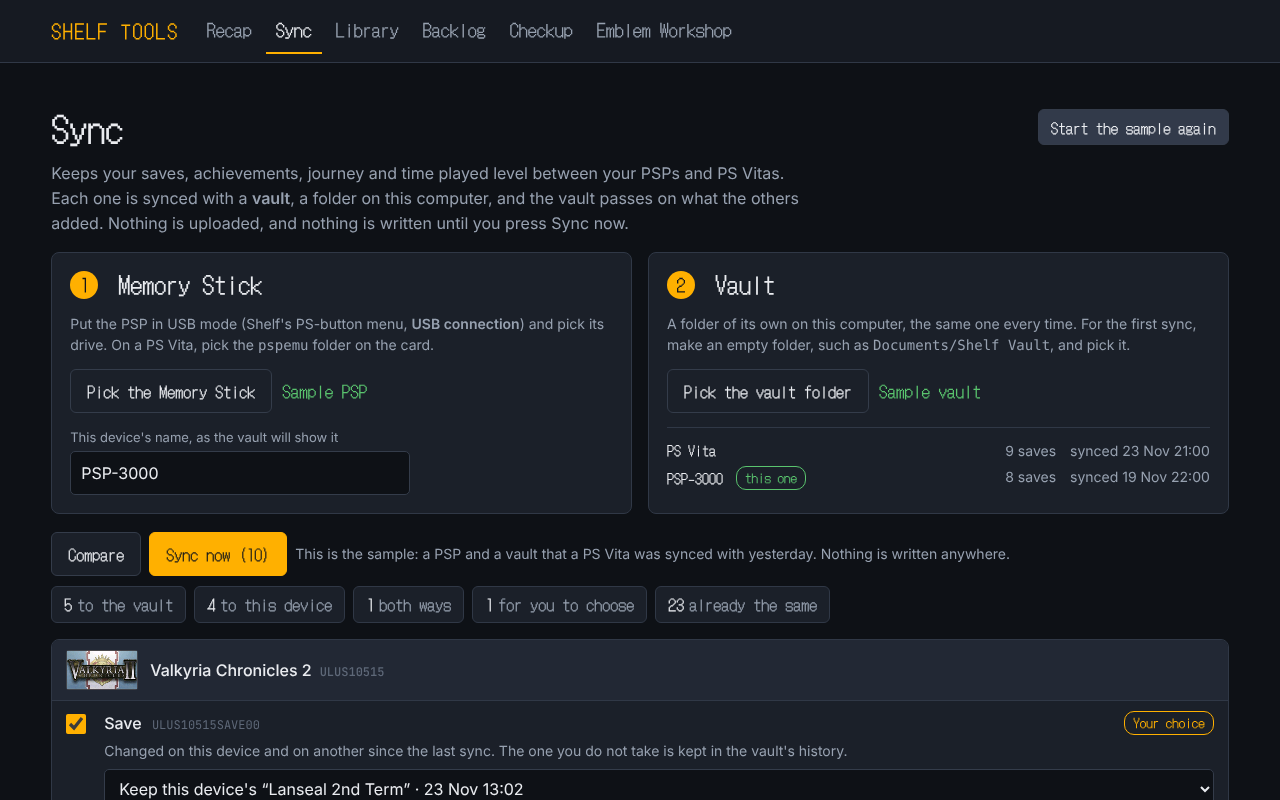 SHELF TOOLS Recap Sync Library Backlog Checkup Emblem Workshop
Sync
Start the sample again
Keeps your saves, achievements, journey and time played level between your PSPs and PS Vitas.
Each one is synced with a vault, a folder on this computer, and the vault passes on what the others
added. Nothing is uploaded, and nothing is written until you press Sync now.
1 Memory Stick
Put the PSP in USB mode (Shelf's PS-button menu, USB connection) and pick its
drive. On a PS Vita, pick the pspemu folder on the card.
Pick the Memory Stick Sample PSP
This device's name, as the vault will show it
PSP-3000
2 Vault
A folder of its own on this computer, the same one every time. For the first sync,
make an empty folder, such as Documents/Shelf Vault, and pick it.
Pick the vault folder Sample vault
PS Vita 9 saves synced 23 Nov 21:00
PSP-3000 this one 8 saves synced 19 Nov 22:00
Compare Sync now (10) This is the sample: a PSP and a vault that a PS Vita was synced with yesterday. Nothing is written anywhere.
5 to the vault 4 to this device 1 both ways 1 for you to choose 23 already the same
VALKYRIA II Valkyria Chronicles 2 ULUS10515
Save ULUS10515SAVE00 Your choice
Changed on this device and on another since the last sync. The one you do not take is kept in the vault's history.
Keep this device's “Lanseal 2nd Term” · 23 Nov 13:02